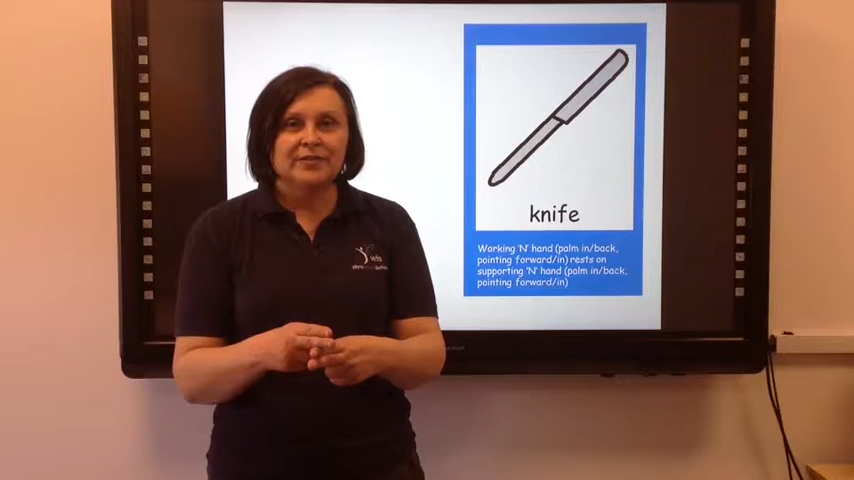 knife
Working 'N' hand (palm in/back,
pointing forward/in) rests on
supporting 'N' hand (palm in/back,
pointing forward/in)